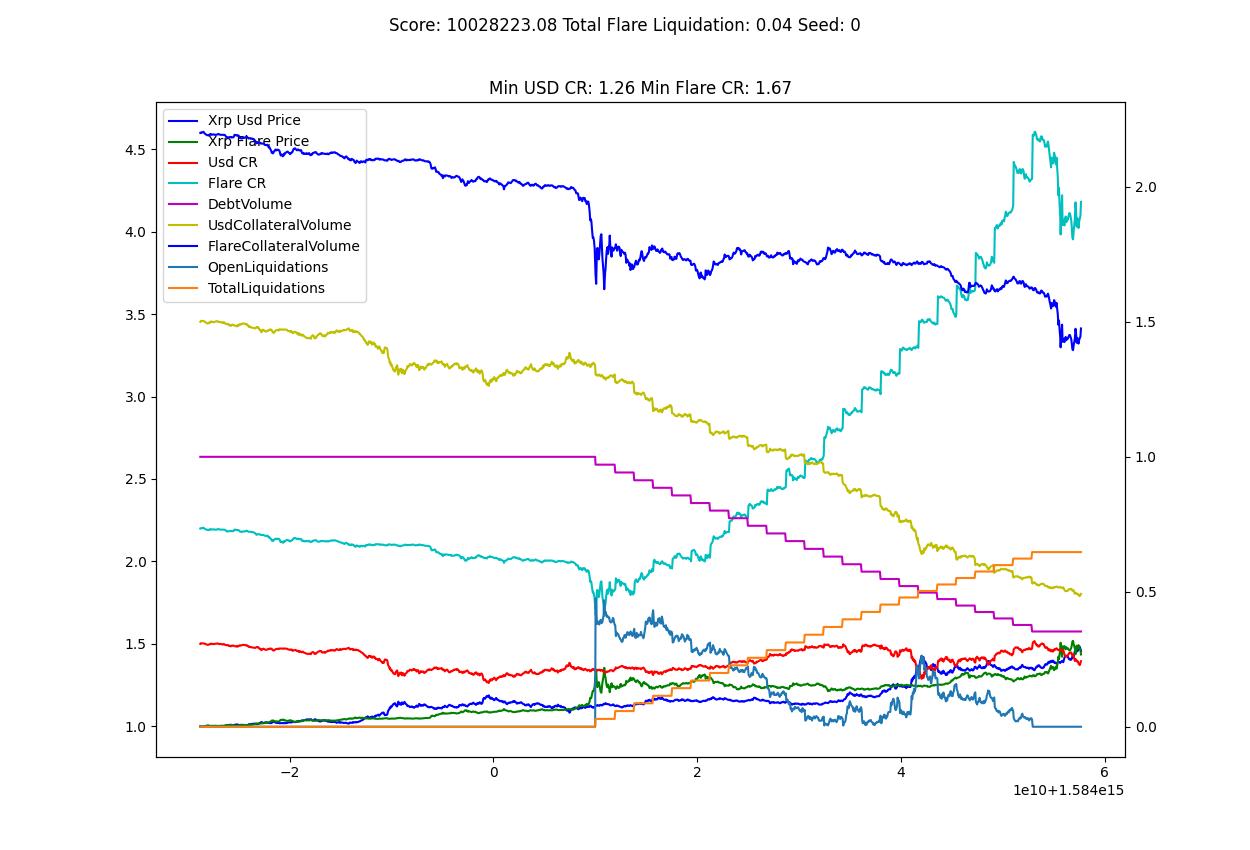 Score: 10028223.08 Total Flare Liquidation: 0.04 Seed: 0
Min USD CR: 1.26 Min Flare CR: 1.67
Xrp Usd Price
Xrp Flare Price
Usd CR
Flare CR
DebtVolume
UsdCollateralVolume
FlareCollateralVolume
OpenLiquidations
TotalLiquidations
4.5
4.0
3.5
3.0
2.5
2.0
1.5
1.0
2.0
1.5
1.0
0.5
0.0
−2
0
2
4
6
1e10+1.584e15